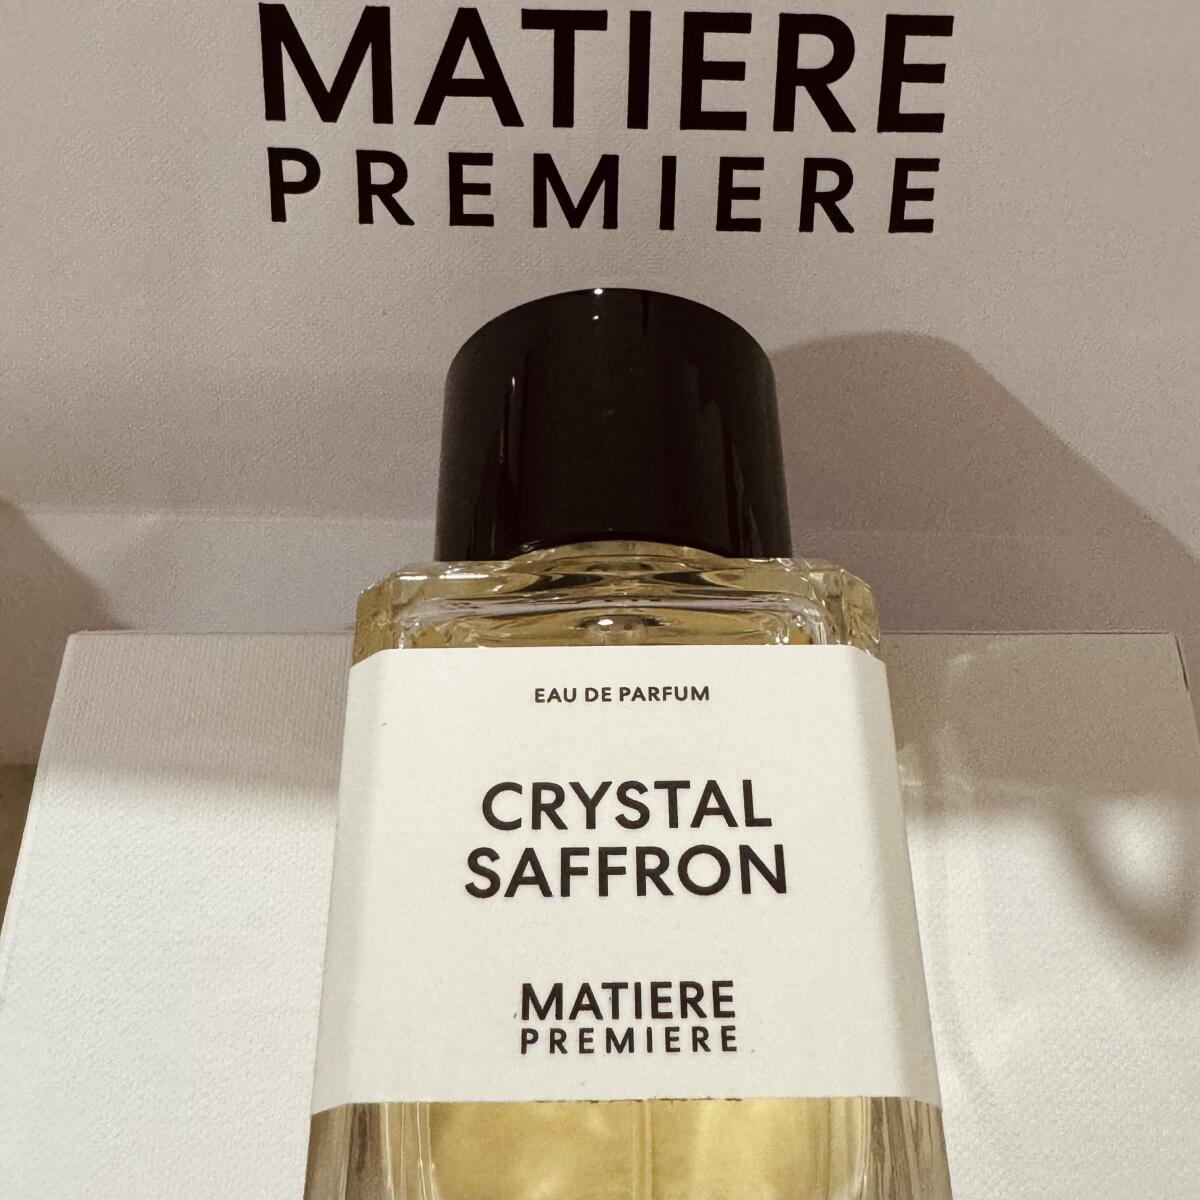 MATIERE
PREMIERE
EAU DE PARFUM
CRYSTAL
SAFFRON
MATIERE
PREMIERE